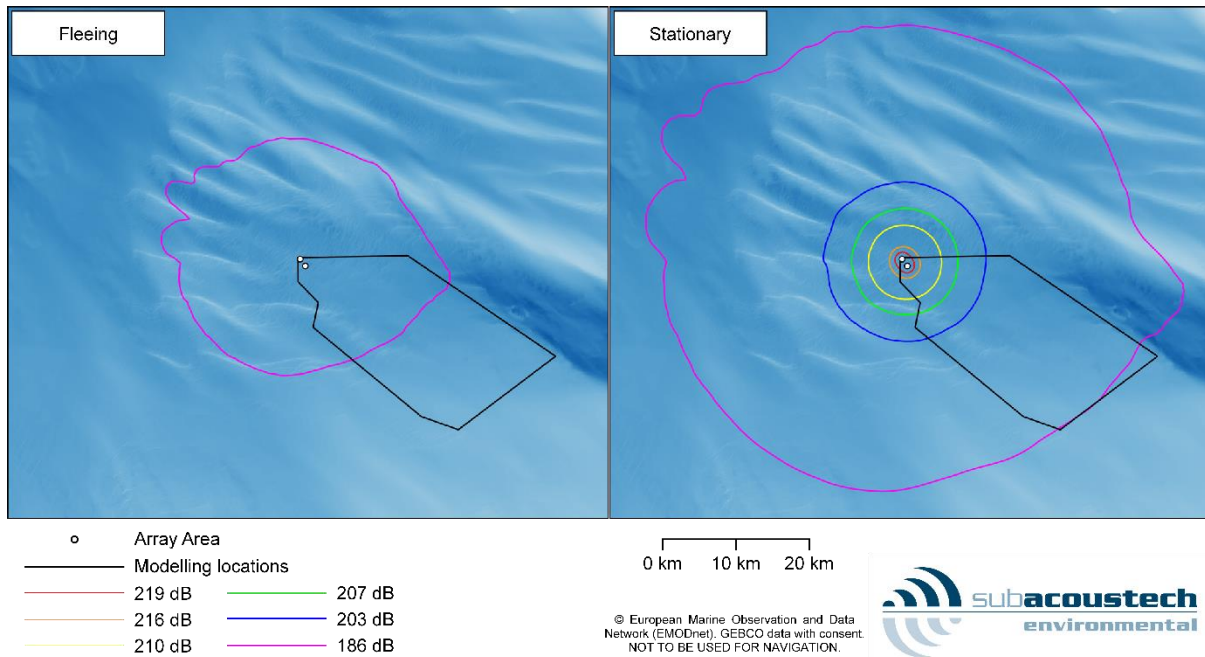 Fleeing
Stationary
Array Area
Modelling locations
219 dB
216 dB
210 dB
207 dB
203 dB
186 dB
0 km 10 km 20 km
© European Marine Observation and Data
Network (EMODnet). GEBCO data with consent.
NOT TO BE USED FOR NAVIGATION.
subacoustech
environmental